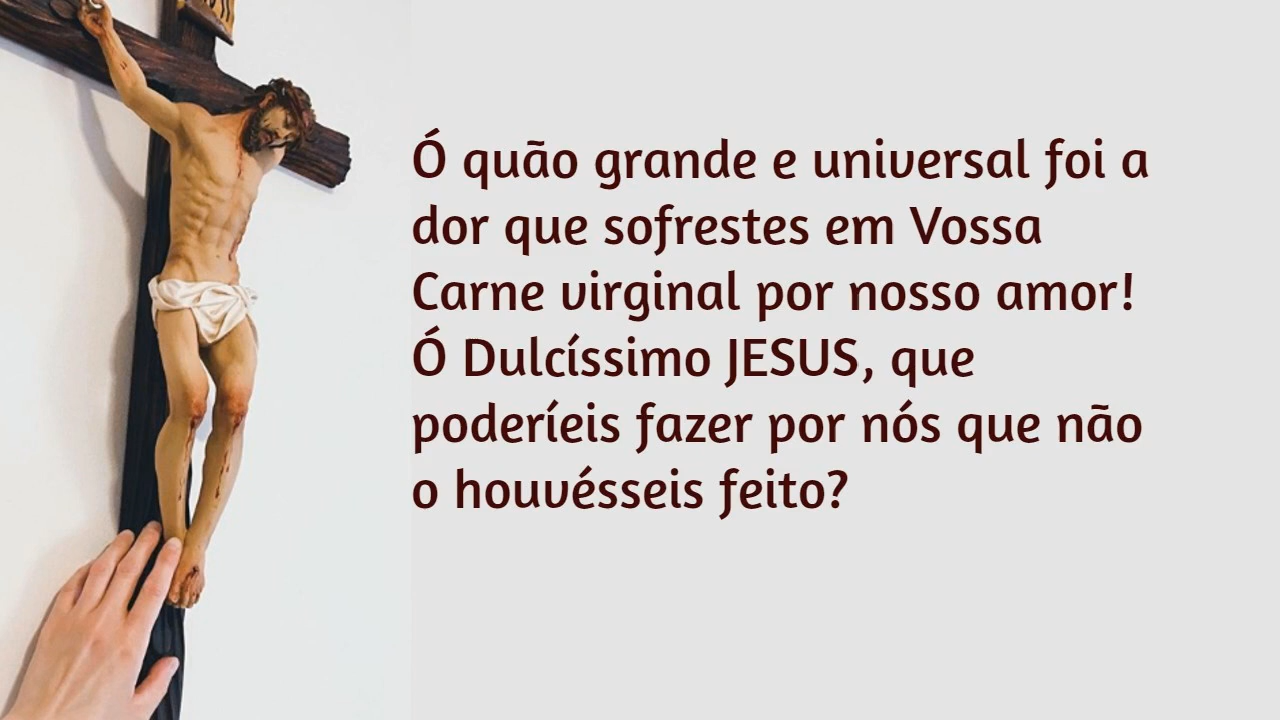 Ó quão grande e universal foi a
dor que sofrestes em Vossa
Carne virginal por nosso amor!
Ó Dulcíssimo JESUS, que
poderíeis fazer por nós que não
o houvésseis feito?